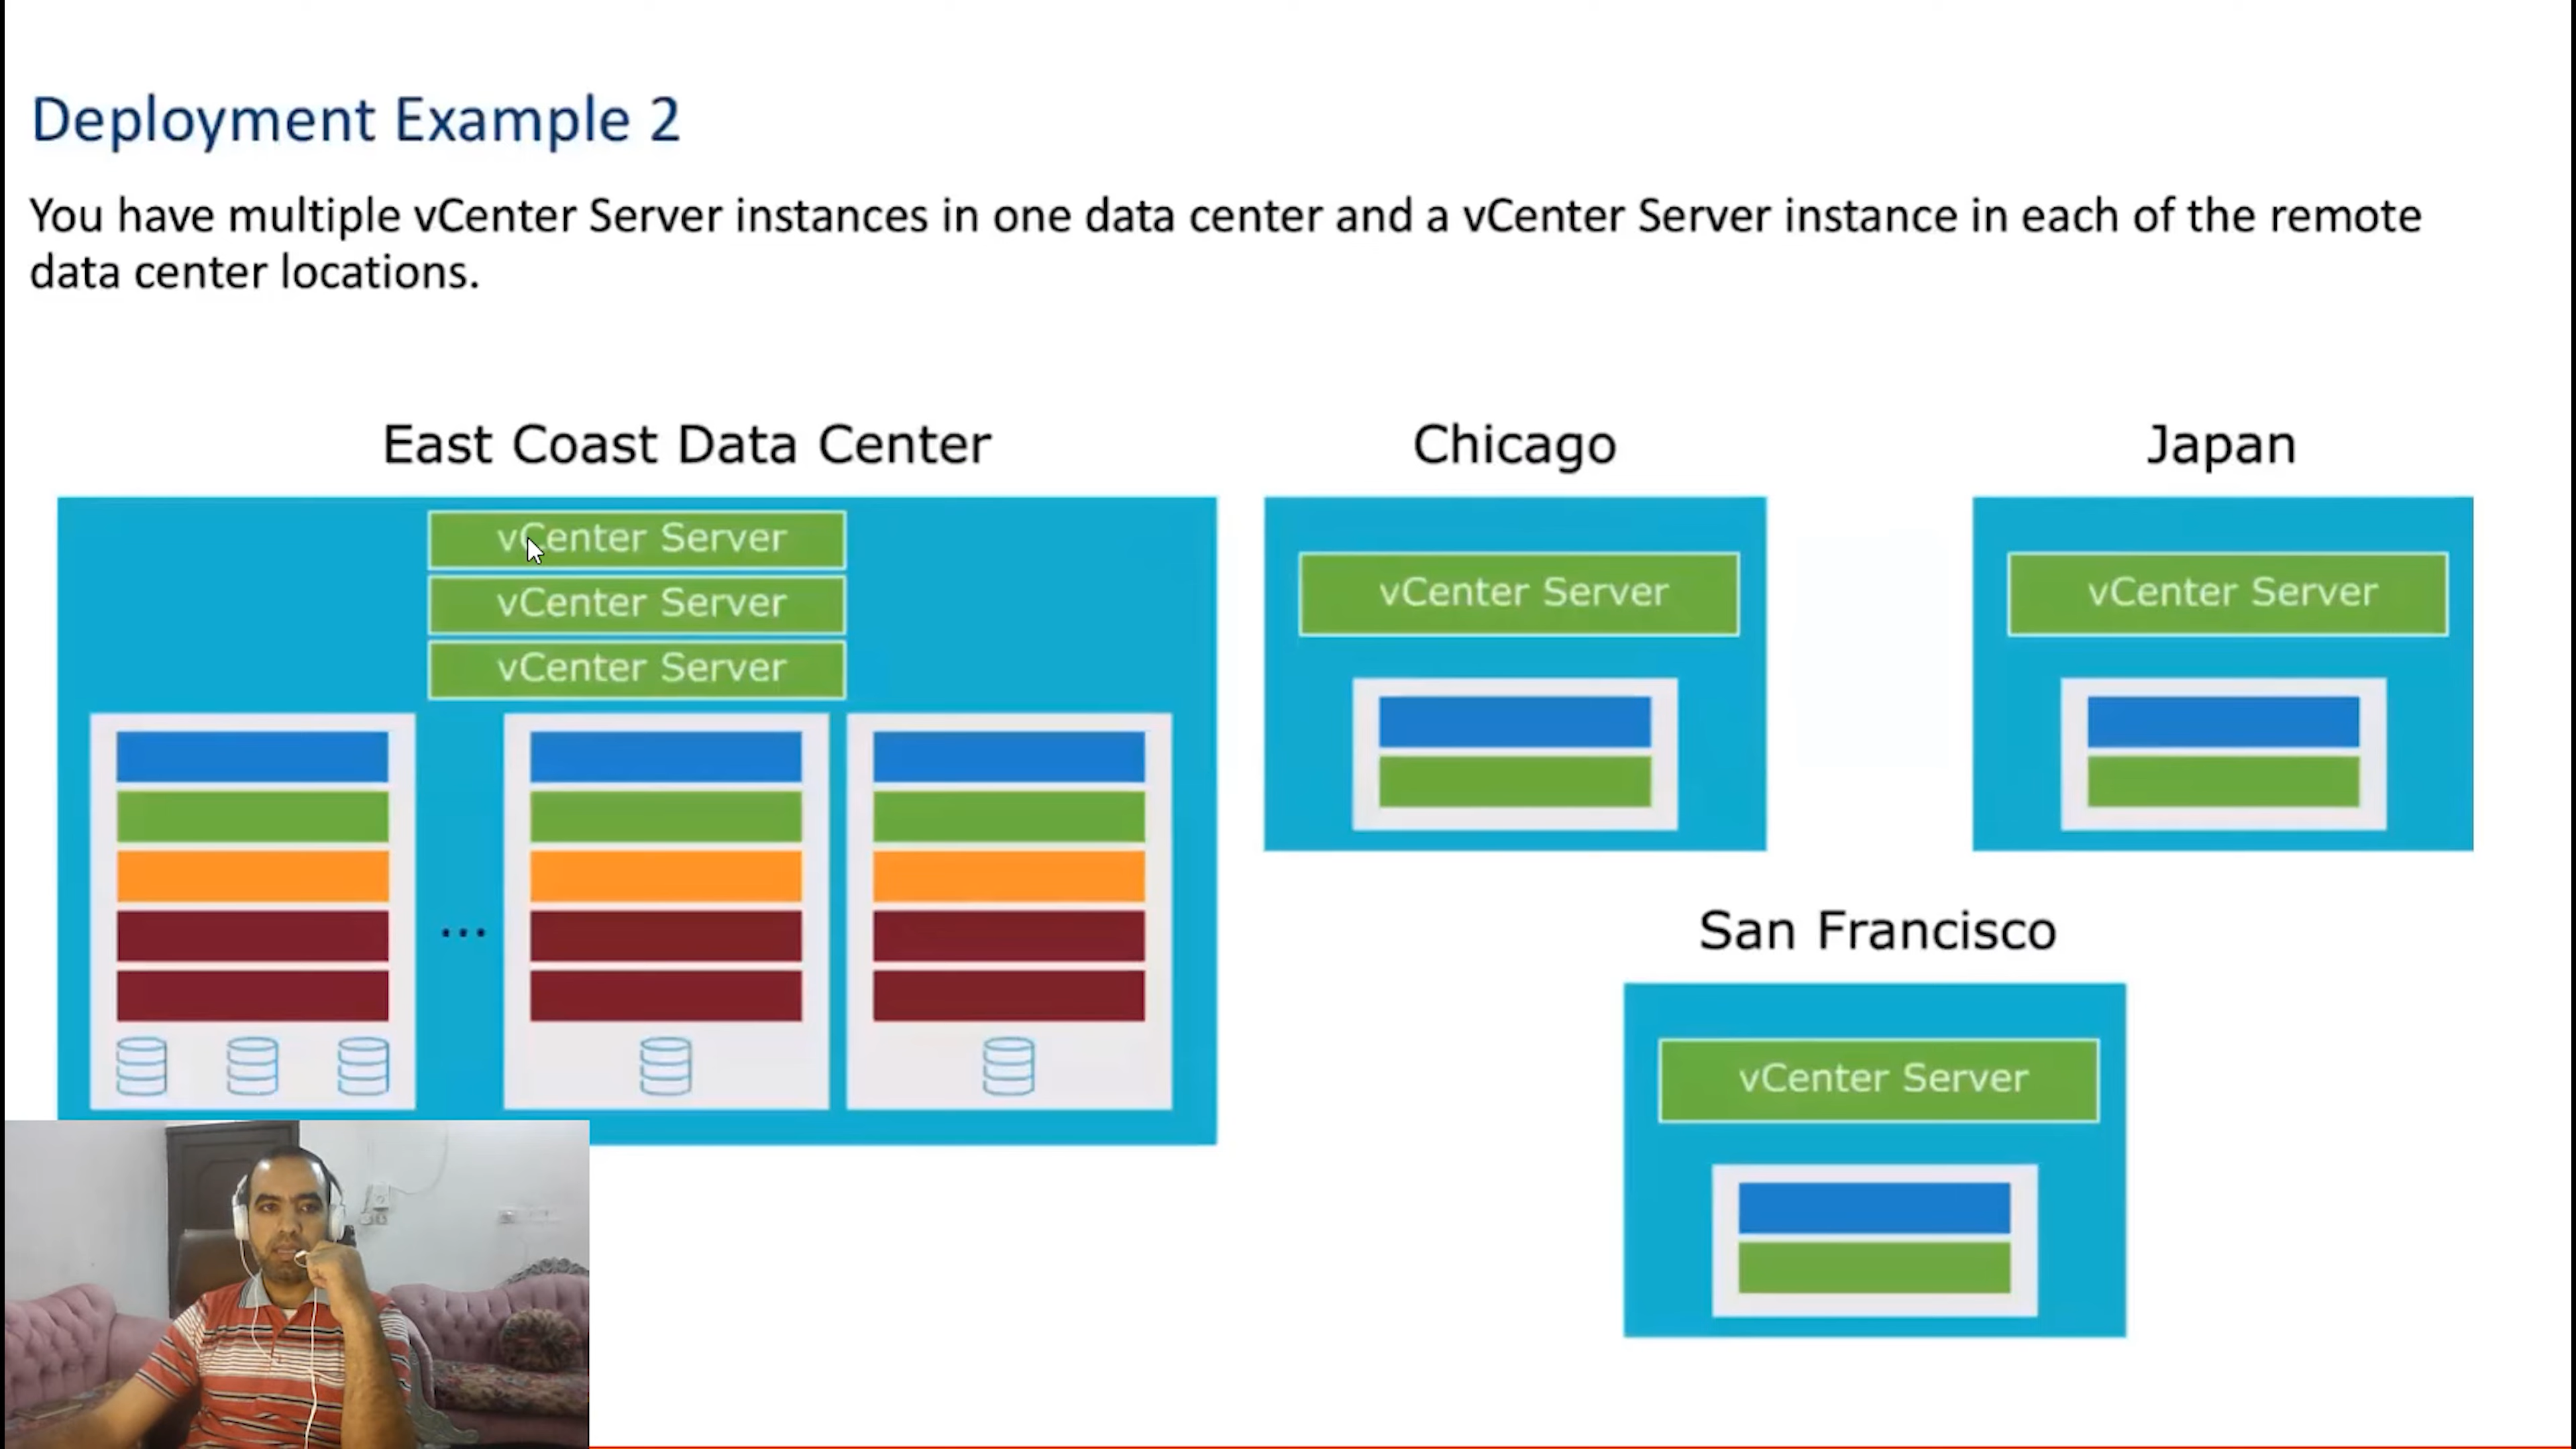 Deployment Example 2
You have multiple vCenter Server instances in one data center and a vCenter Server instance in each of the remote
data center locations.
East Coast Data Center
vCenter Server
vCenter Server
vCenter Server
...
Chicago
vCenter Server
Japan
vCenter Server
San Francisco
vCenter Server